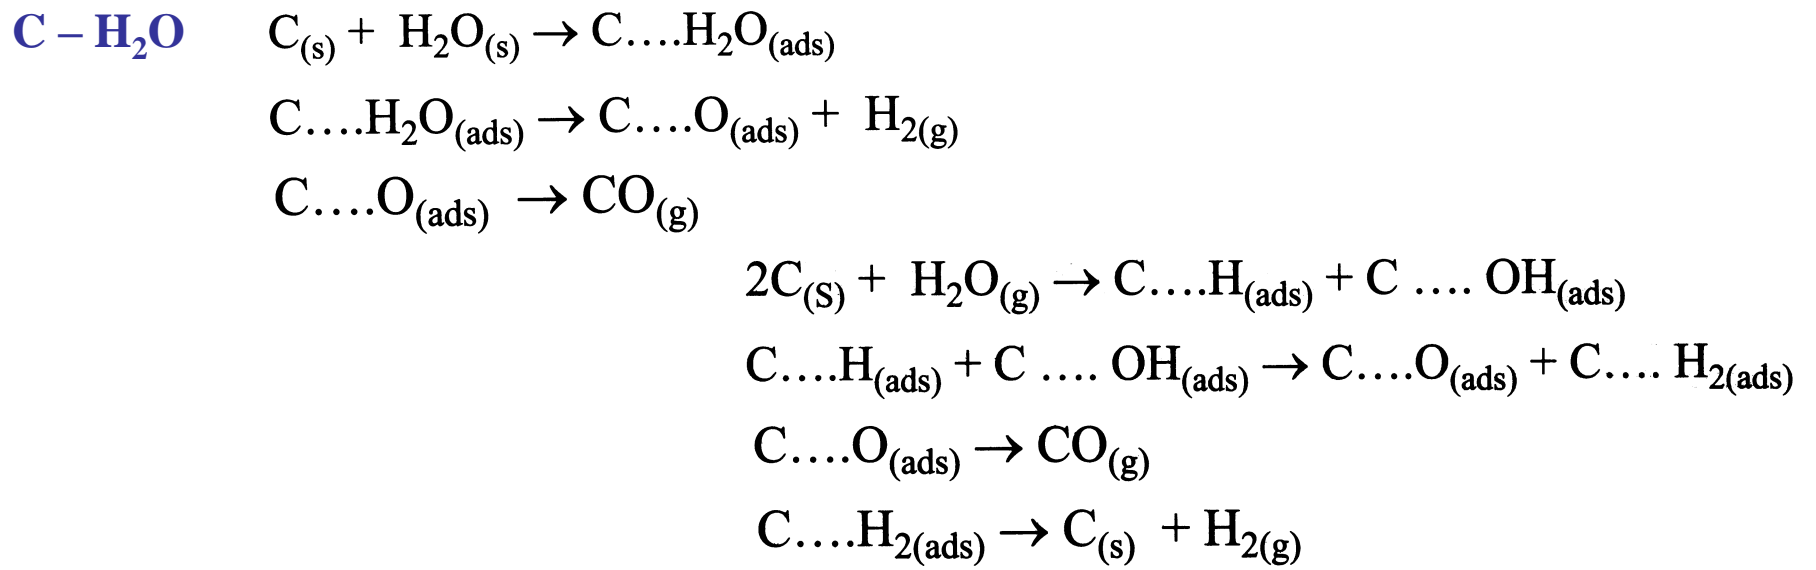 C – H₂O C₍ₛ₎ + H₂O₍ₛ₎ → C….H₂O₍ads₎
C….H₂O₍ads₎ → C….O₍ads₎ + H₂₍g₎
C….O₍ads₎ → CO₍g₎
2C₍S₎ + H₂O₍g₎ → C….H₍ads₎ + C …. OH₍ads₎
C….H₍ads₎ + C …. OH₍ads₎ → C….O₍ads₎ + C…. H₂₍ads₎
C….O₍ads₎ → CO₍g₎
C….H₂₍ads₎ → C₍ₛ₎ + H₂₍g₎